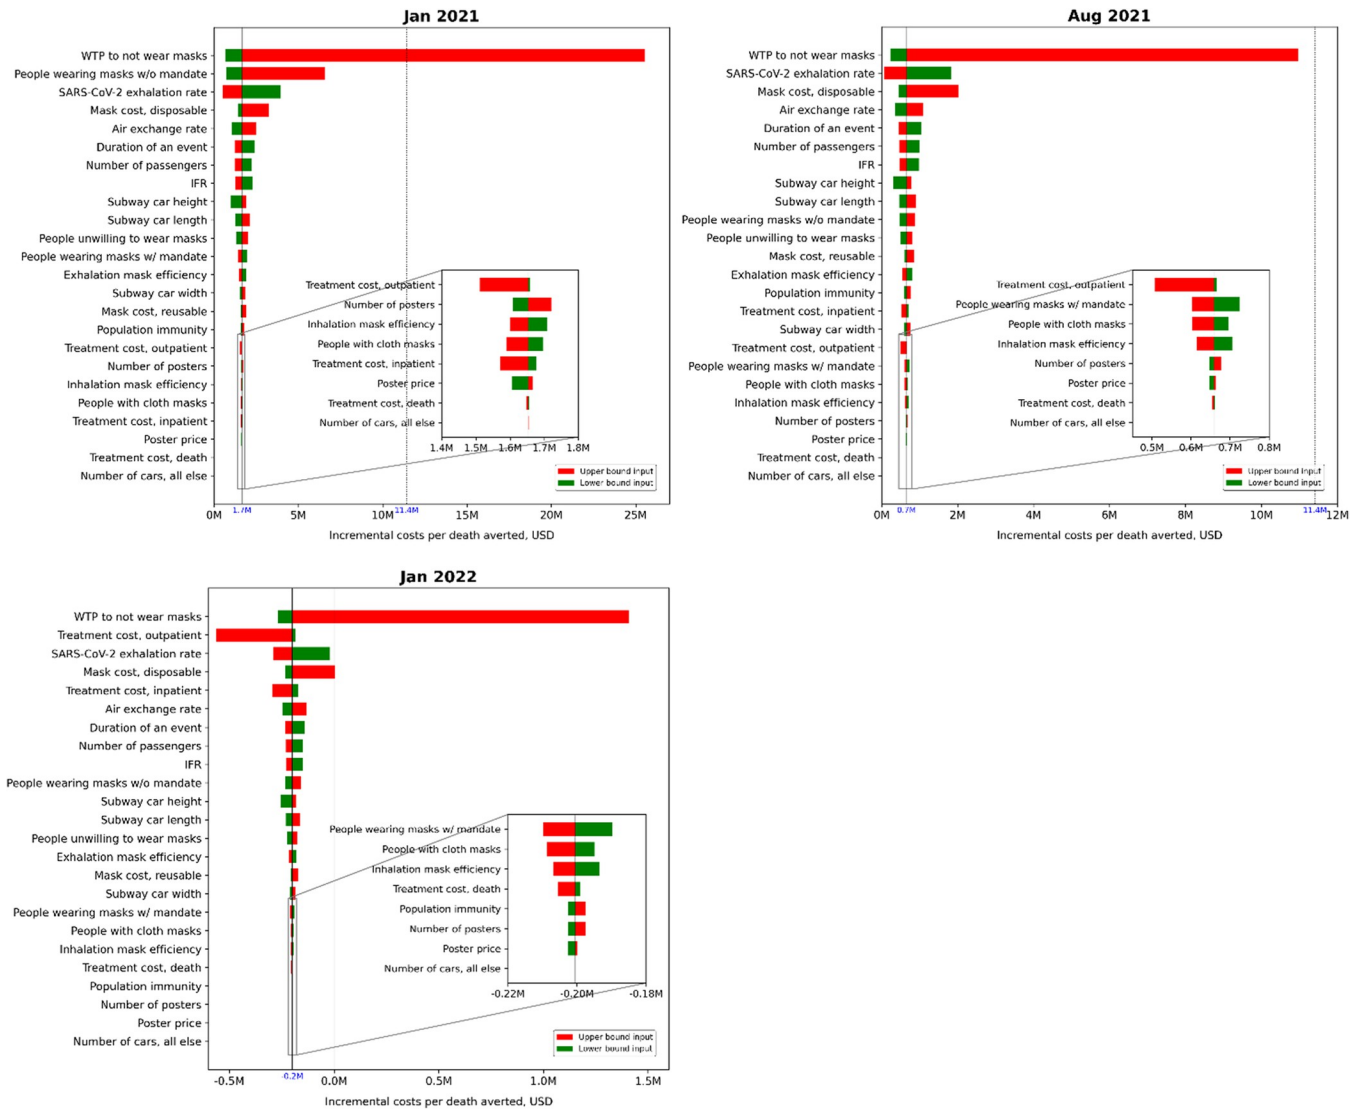 Jan 2021
WTP to not wear masks
People wearing masks w/o mandate
SARS-CoV-2 exhalation rate
Mask cost, disposable
Air exchange rate
Duration of an event
Number of passengers
IFR
Subway car height
Subway car length
People unwilling to wear masks
People wearing masks w/ mandate
Exhalation mask efficiency
Subway car width
Mask cost, reusable
Population immunity
Treatment cost, outpatient
Number of posters
Inhalation mask efficiency
People with cloth masks
Treatment cost, inpatient
Poster price
Treatment cost, death
Number of cars, all else
Treatment cost, outpatient
Number of posters
Inhalation mask efficiency
People with cloth masks
Treatment cost, inpatient
Poster price
Treatment cost, death
Number of cars, all else
1.4M 1.5M 1.6M 1.7M 1.8M
Upper bound input
Lower bound input
0M 5M 10M 15M 20M 25M
1.7M 11.4M
Incremental costs per death averted, USD
Aug 2021
WTP to not wear masks
SARS-CoV-2 exhalation rate
Mask cost, disposable
Air exchange rate
Duration of an event
Number of passengers
IFR
Subway car height
Subway car length
People wearing masks w/o mandate
People unwilling to wear masks
Mask cost, reusable
Exhalation mask efficiency
Population immunity
Treatment cost, inpatient
Subway car width
Treatment cost, outpatient
People wearing masks w/ mandate
People with cloth masks
Inhalation mask efficiency
Number of posters
Poster price
Treatment cost, death
Number of cars, all else
Treatment cost, outpatient
People wearing masks w/ mandate
People with cloth masks
Inhalation mask efficiency
Number of posters
Poster price
Treatment cost, death
Number of cars, all else
0.5M 0.6M 0.7M 0.8M
Upper bound input
Lower bound input
0M 2M 4M 6M 8M 10M 12M
0.7M 11.4M
Incremental costs per death averted, USD
Jan 2022
WTP to not wear masks
Treatment cost, outpatient
SARS-CoV-2 exhalation rate
Mask cost, disposable
Treatment cost, inpatient
Air exchange rate
Duration of an event
Number of passengers
IFR
People wearing masks w/o mandate
Subway car height
Subway car length
People unwilling to wear masks
Exhalation mask efficiency
Mask cost, reusable
Subway car width
People wearing masks w/ mandate
People with cloth masks
Inhalation mask efficiency
Treatment cost, death
Population immunity
Number of posters
Poster price
Number of cars, all else
People wearing masks w/ mandate
People with cloth masks
Inhalation mask efficiency
Treatment cost, death
Population immunity
Number of posters
Poster price
Number of cars, all else
-0.22M -0.20M -0.18M
Upper bound input
Lower bound input
-0.5M 0.0M 0.5M 1.0M 1.5M
-0.2M
Incremental costs per death averted, USD